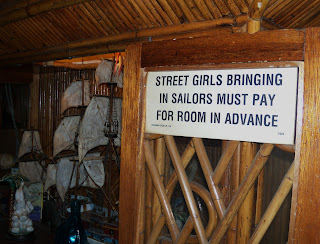 STREET GIRLS BRINGING
IN SAILORS MUST PAY
FOR ROOM IN ADVANCE